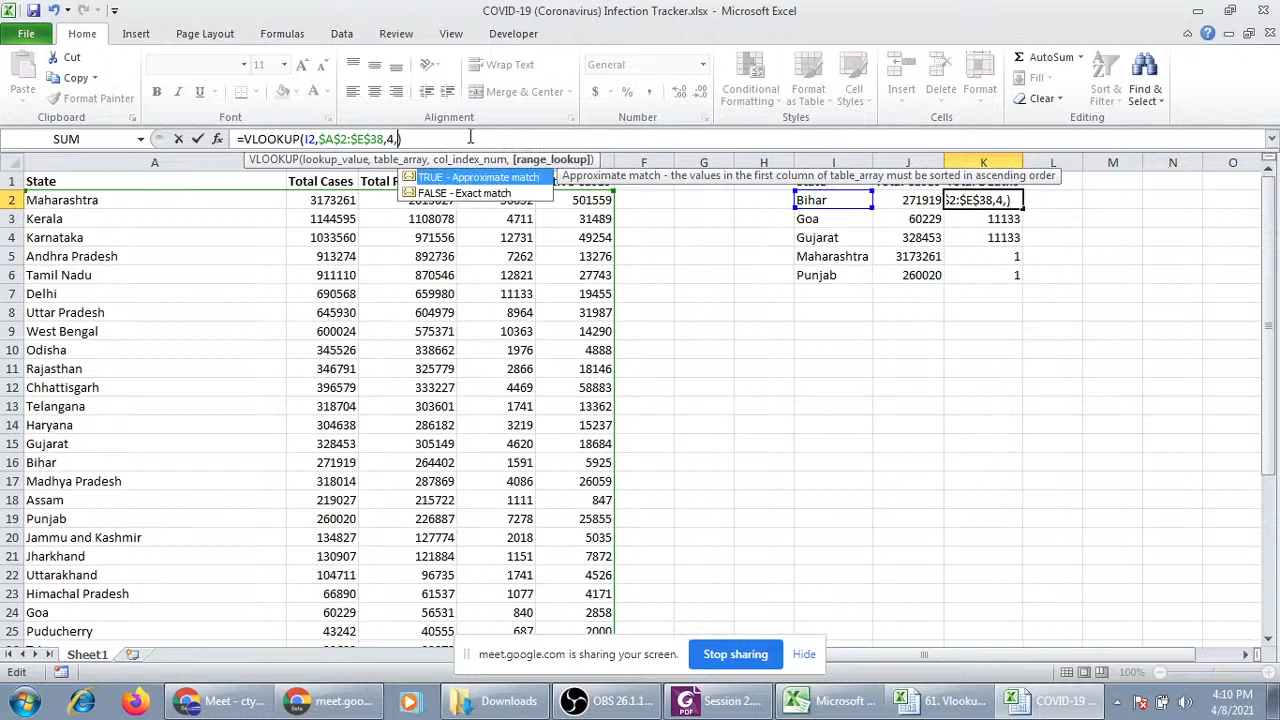 COVID-19 (Coronavirus) Infection Tracker.xlsx - Microsoft Excel
File Home Insert Page Layout Formulas Data Review View Developer
Paste
Cut
Copy
Format Painter
Clipboard
11
B I U A
Font
Wrap Text
Merge & Center
Alignment
General
$ % ,
Number
Conditional Formatting
Format as Table
Cell Styles
Styles
Insert Delete Format
Cells
AutoSum
Fill
Clear
Sort & Filter
Find & Select
Editing
SUM fx =VLOOKUP(I2,$A$2:$E$38,4,)
VLOOKUP(lookup_value, table_array, col_index_num, [range_lookup])
TRUE - Approximate match
FALSE - Exact match
Approximate match - the values in the first column of table_array must be sorted in ascending order
A F G H I J K L M N O
1 State Total Cases
2 Maharashtra 3173261 501559 Bihar 271919 $2:$E$38,4,)
3 Kerala 1144595 1108078 4711 31489 Goa 60229 11133
4 Karnataka 1033560 971556 12731 49254 Gujarat 328453 11133
5 Andhra Pradesh 913274 892736 7262 13276 Maharashtra 3173261 1
6 Tamil Nadu 911110 870546 12821 27743 Punjab 260020 1
7 Delhi 690568 659980 11133 19455
8 Uttar Pradesh 645930 604979 8964 31987
9 West Bengal 600024 575371 10363 14290
10 Odisha 345526 338662 1976 4888
11 Rajasthan 346791 325779 2866 18146
12 Chhattisgarh 396579 333227 4469 58883
13 Telangana 318704 303601 1741 13362
14 Haryana 304638 286182 3219 15237
15 Gujarat 328453 305149 4620 18684
16 Bihar 271919 264402 1591 5925
17 Madhya Pradesh 318014 287869 4086 26059
18 Assam 219027 215722 1111 847
19 Punjab 260020 226887 7278 25855
20 Jammu and Kashmir 134827 127774 2018 5035
21 Jharkhand 130907 121884 1151 7872
22 Uttarakhand 104711 96735 1741 4526
23 Himachal Pradesh 66890 61537 1077 4171
24 Goa 60229 56531 840 2858
25 Puducherry 43242 40555 687 2000
Sheet1
meet.google.com is sharing your screen. Stop sharing Hide
Edit 100%
Meet - cty... meet.goo... Downloads OBS 26.1.1... Session 2.... Microsoft ... 61. Vlooku... COVID-19 ...
4:10 PM
4/8/2021